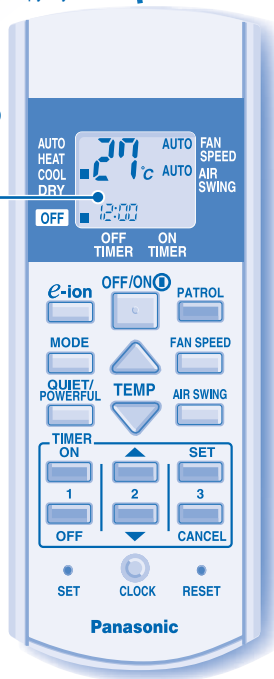 AUTO
HEAT
COOL
DRY
OFF
27°C
AUTO FAN SPEED
AUTO AIR SWING
12:00
OFF TIMER
ON TIMER
e-ion
OFF/ON
PATROL
MODE
FAN SPEED
QUIET/
POWERFUL
TEMP
AIR SWING
TIMER
ON
SET
1 2 3
OFF
CANCEL
SET CLOCK RESET
Panasonic